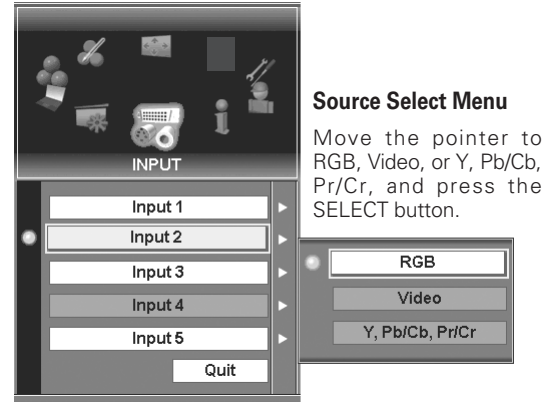 INPUT
Input 1
Input 2
Input 3
Input 4
Input 5
Quit
Source Select Menu
Move the pointer to
RGB, Video, or Y, Pb/Cb,
Pr/Cr, and press the
SELECT button.
RGB
Video
Y, Pb/Cb, Pr/Cr